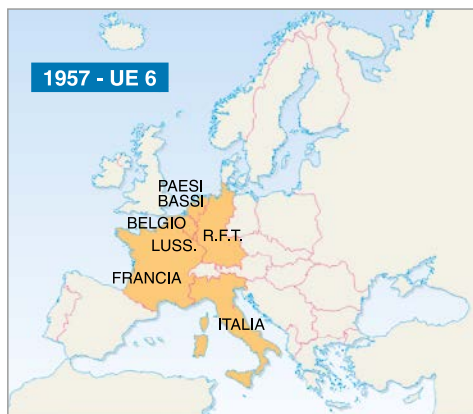 1957 - UE 6
PAESI
BASSI
BELGIO
LUSS.
R.F.T.
FRANCIA
ITALIA